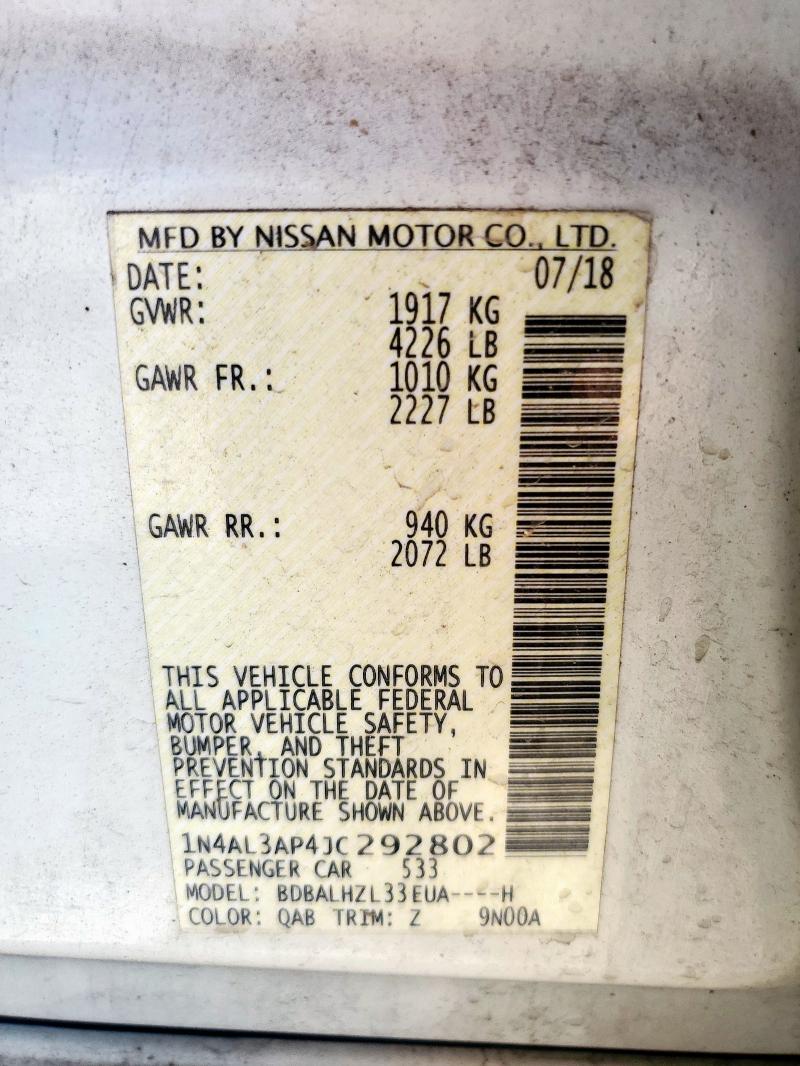 MFD BY NISSAN MOTOR CO., LTD.
DATE: 07/18
GVWR: 1917 KG
4226 LB
GAWR FR.: 1010 KG
2227 LB
GAWR RR.: 940 KG
2072 LB
THIS VEHICLE CONFORMS TO
ALL APPLICABLE FEDERAL
MOTOR VEHICLE SAFETY,
BUMPER, AND THEFT
PREVENTION STANDARDS IN
EFFECT ON THE DATE OF
MANUFACTURE SHOWN ABOVE.
1N4AL3AP4JC292802
PASSENGER CAR 533
MODEL: BDBALHZL33EUA----H
COLOR: QAB TRIM: Z 9N00A